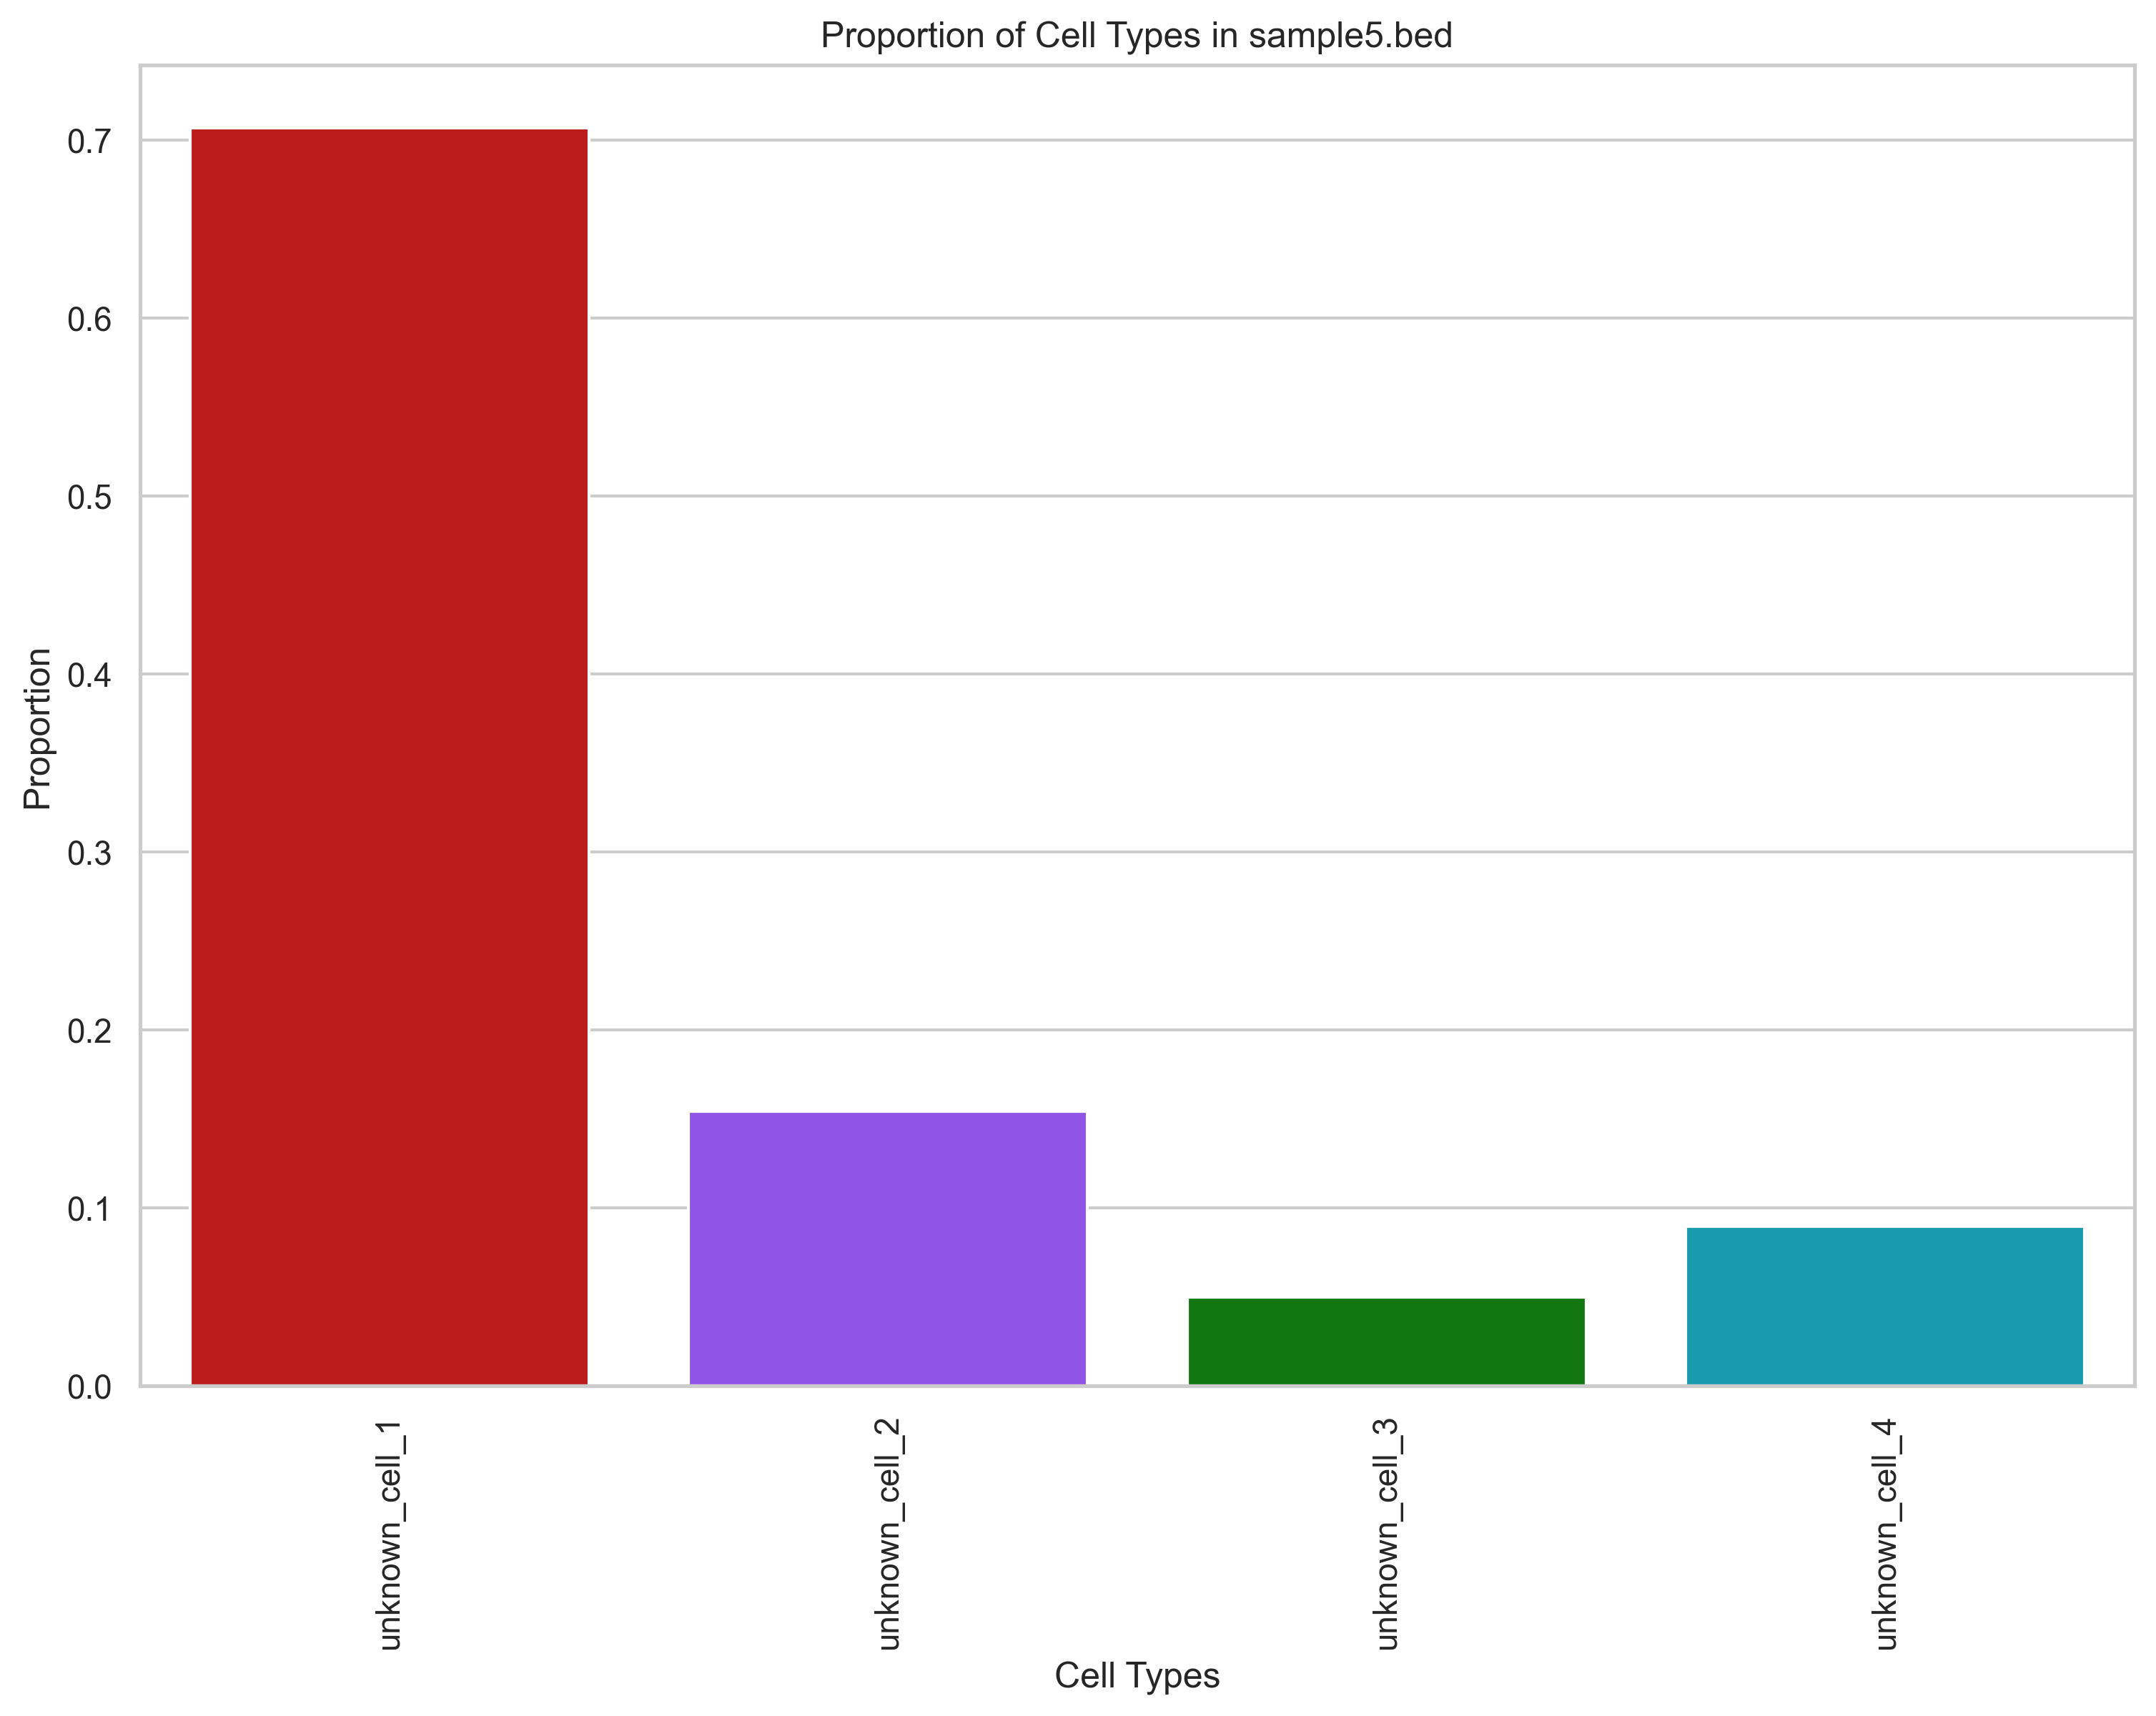 Proportion of Cell Types in sample5.bed
Proportion
0.7
0.6
0.5
0.4
0.3
0.2
0.1
0.0
unknown_cell_1
unknown_cell_2
unknown_cell_3
unknown_cell_4
Cell Types